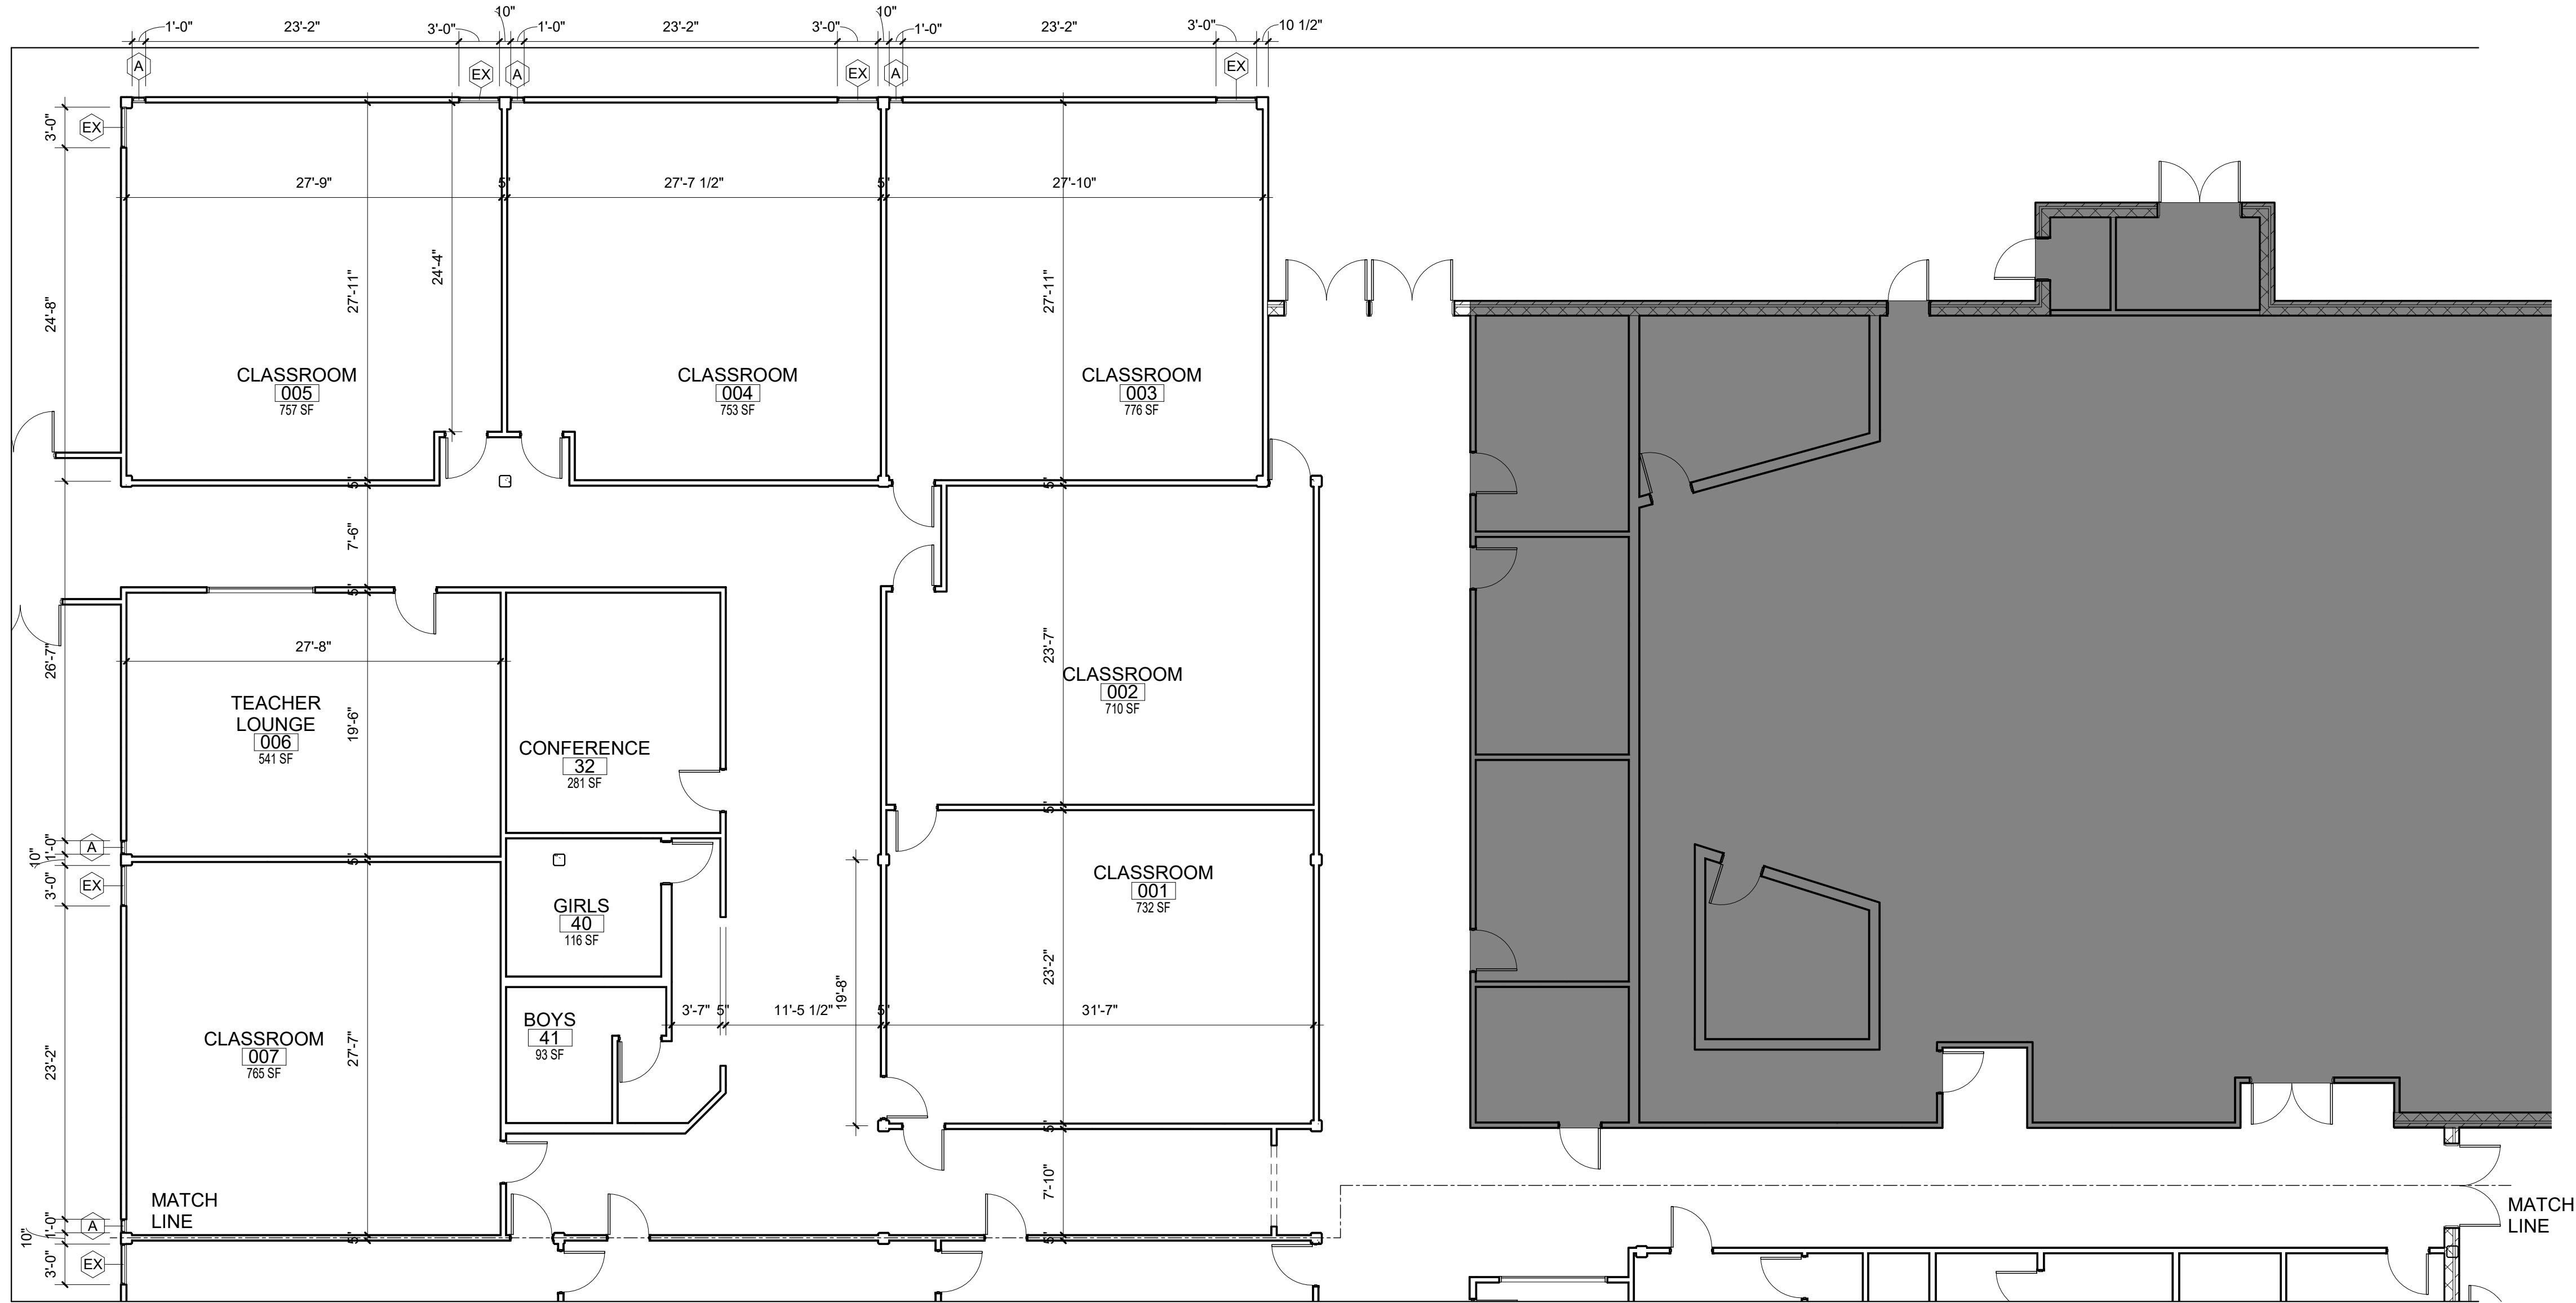 10" 10"
1'-0" 23'-2" 3'-0" 1'-0" 23'-2" 3'-0" 1'-0" 23'-2" 3'-0" 10 1/2"
A EX A EX A EX
3'-0"
EX
27'-9" 5" 27'-7 1/2" 5" 27'-10"
24'-8"
27'-11"
24'-4"
27'-11"
CLASSROOM
005
757 SF
CLASSROOM
004
753 SF
CLASSROOM
003
776 SF
5" 5"
7'-6"
5"
26'-7"
27'-8"
23'-7"
TEACHER
LOUNGE
006
541 SF
19'-6"
CONFERENCE
32
281 SF
CLASSROOM
002
710 SF
5"
10"
1'-0"
A
5"
3'-0"
EX
GIRLS
40
116 SF
CLASSROOM
001
732 SF
23'-2"
19'-8"
3'-7" 5" 11'-5 1/2" 5" 31'-7"
BOYS
41
93 SF
CLASSROOM
007
765 SF
23'-2"
27'-7"
5"
7'-10"
MATCH
LINE
MATCH
LINE
10"
1'-0"
A
5" 5"
3'-0"
EX